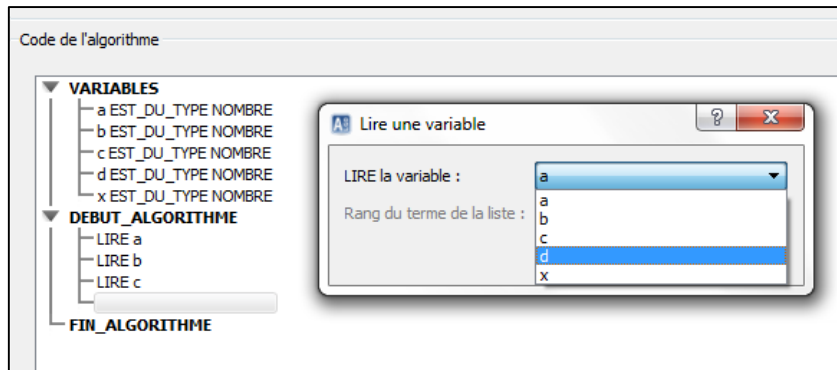 Code de l'algorithme
VARIABLES
a EST_DU_TYPE NOMBRE
b EST_DU_TYPE NOMBRE
c EST_DU_TYPE NOMBRE
d EST_DU_TYPE NOMBRE
x EST_DU_TYPE NOMBRE
DEBUT_ALGORITHME
LIRE a
LIRE b
LIRE c
FIN_ALGORITHME
Lire une variable
LIRE la variable :
a
Rang du terme de la liste :
a
b
c
d
x